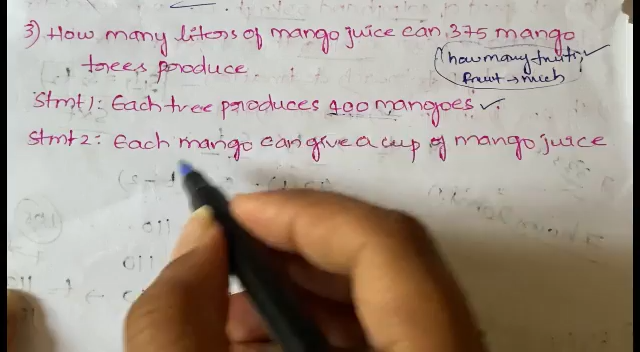 3) How many liters of mango juice can 375 mango
trees produce
(how many fruits, ✓
fruit → much
Stmt 1: Each tree produces 400 mangoes ✓
Stmt 2: Each mango can give a cup of mango juice